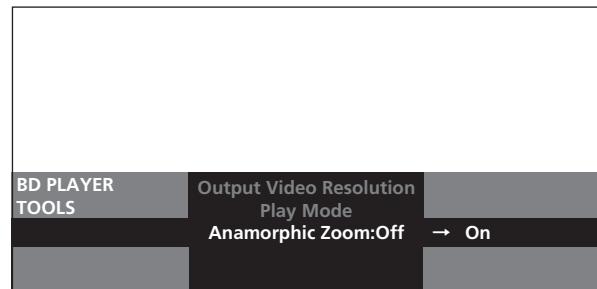 BD PLAYER
TOOLS
Output Video Resolution
Play Mode
Anamorphic Zoom:Off → On